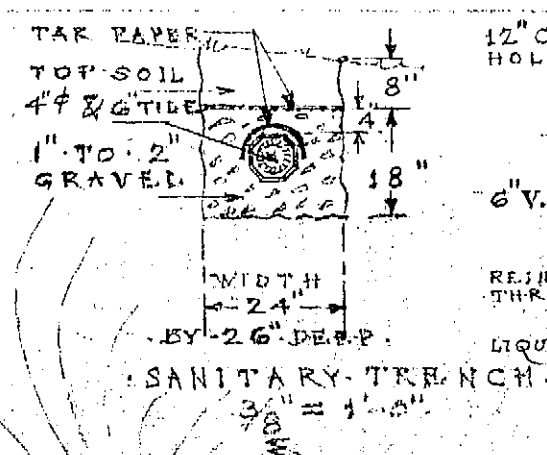 TAR PAPER
TOP SOIL
4"¢ & 6" TILE
1" TO 2"
GRAVEL
8"
4"
18"
WIDTH
24"
BY 26" DEEP.
SANITARY TRENCH
3/8" = 1'-0"
12"
HOL
6" V.
THR
LIQU